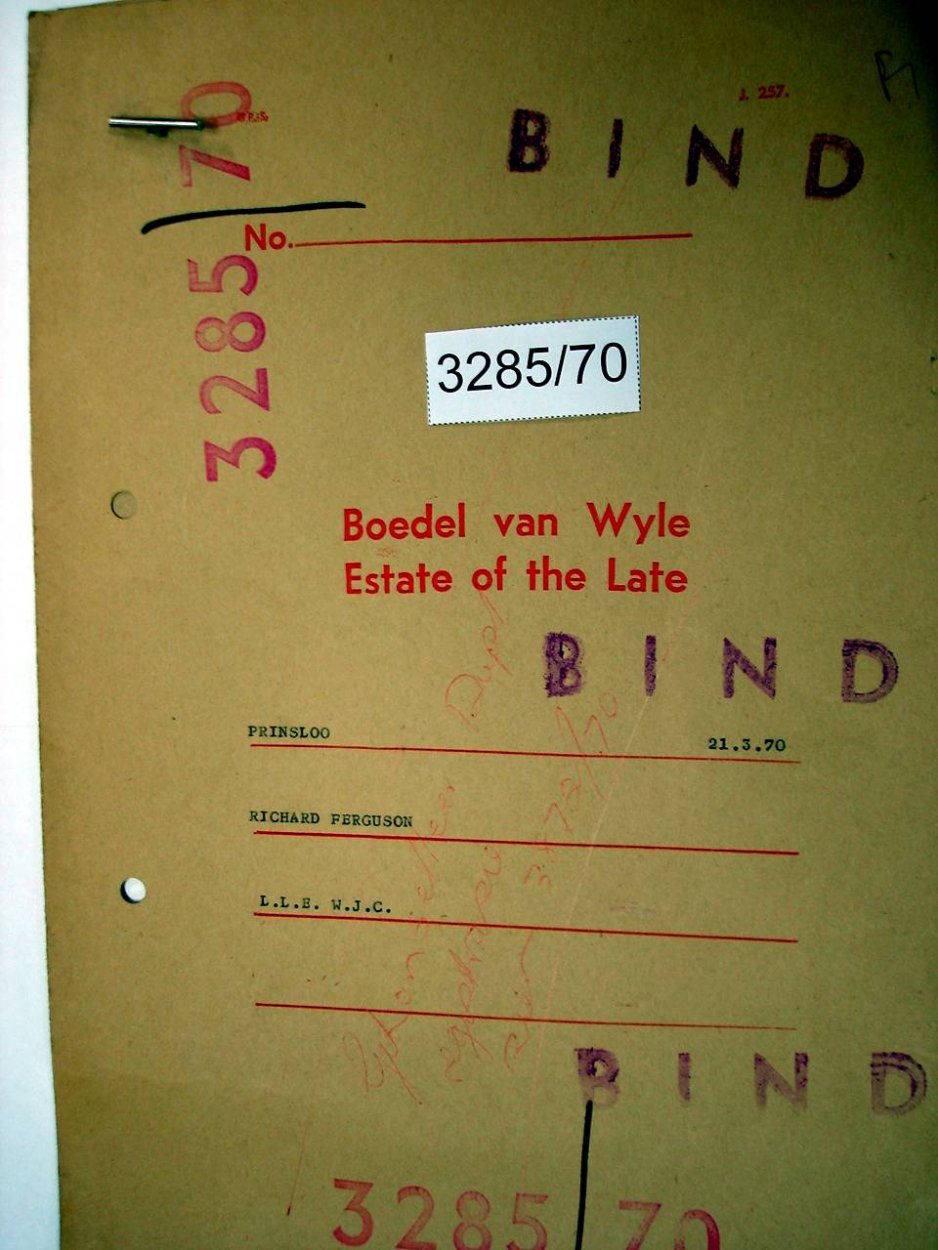 J. 257.
BIND
70
No.
3285
3285/70
Boedel van Wyle
Estate of the Late
BIND
PRINSLOO 21.3.70
RICHARD FERGUSON
L.L.E. W.J.C.
BIND
3285/70